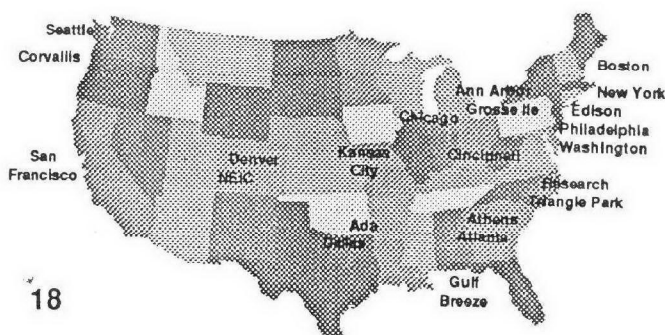 Seattle
Corvallis
Boston
Ann Arbor
New York
Grosse Ile
Edison
Chicago
Philadelphia
Washington
San
Francisco
Denver
NEIC
Kansas
City
Cincinnati
Research
Triangle Park
Ada
Dallas
Athens
Atlanta
Gulf
Breeze
18